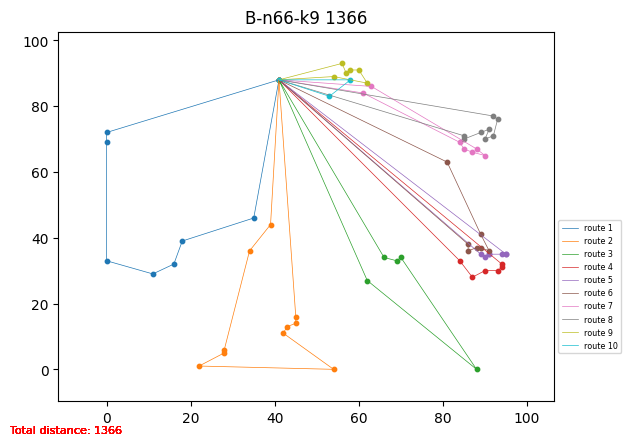 B-n66-k9 1366
100
80
60
40
20
0
0 20 40 60 80 100
route 1
route 2
route 3
route 4
route 5
route 6
route 7
route 8
route 9
route 10
Total distance: 1366